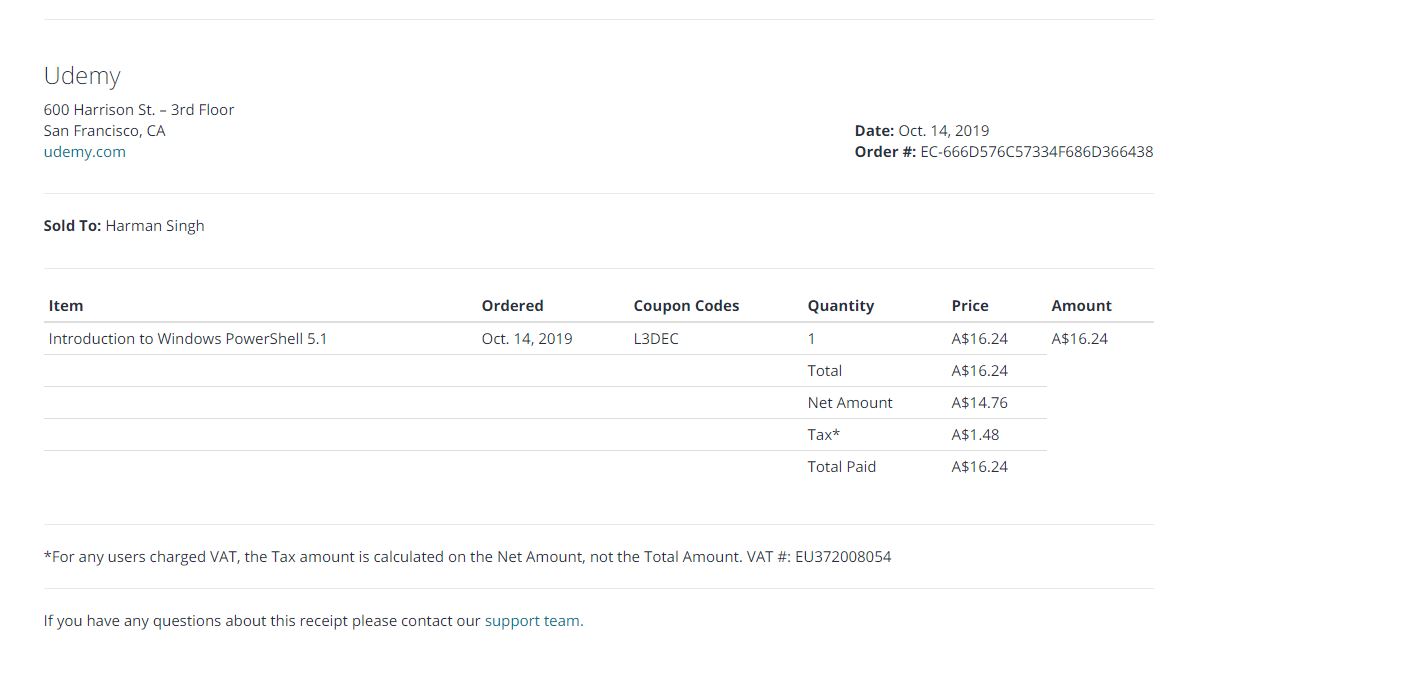 Udemy
600 Harrison St. – 3rd Floor
San Francisco, CA
udemy.com
Date: Oct. 14, 2019
Order #: EC-666D576C57334F686D366438
Sold To: Harman Singh
Item Ordered Coupon Codes Quantity Price Amount
Introduction to Windows PowerShell 5.1 Oct. 14, 2019 L3DEC 1 A$16.24 A$16.24
Total A$16.24
Net Amount A$14.76
Tax* A$1.48
Total Paid A$16.24
*For any users charged VAT, the Tax amount is calculated on the Net Amount, not the Total Amount. VAT #: EU372008054
If you have any questions about this receipt please contact our support team.